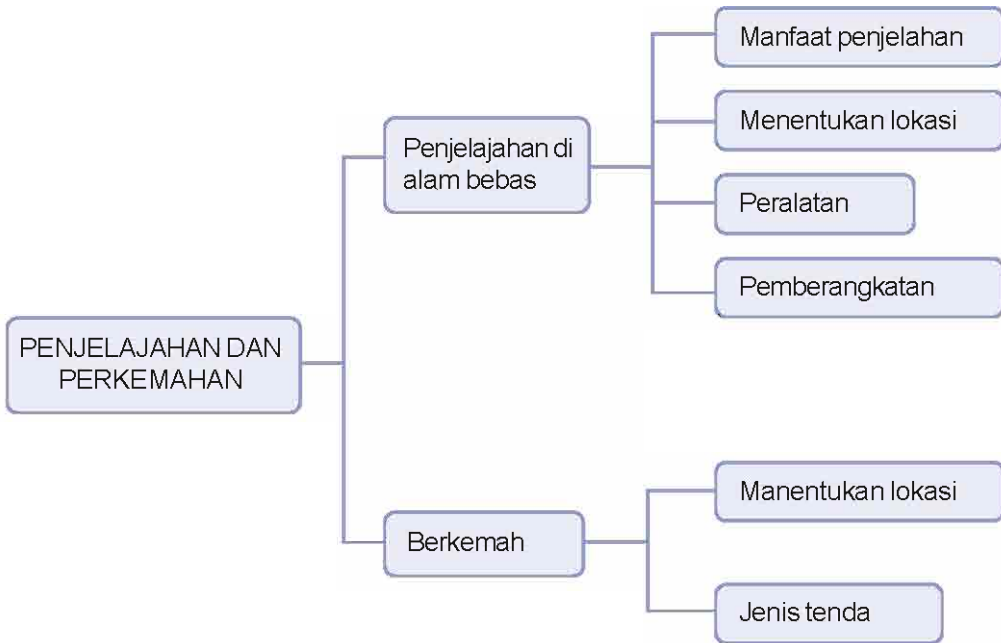 PENJELAJAHAN DAN
PERKEMAHAN
Penjelajahan di
alam bebas
Manfaat penjelahan
Menentukan lokasi
Peralatan
Pemberangkatan
Berkemah
Manentukan lokasi
Jenis tenda